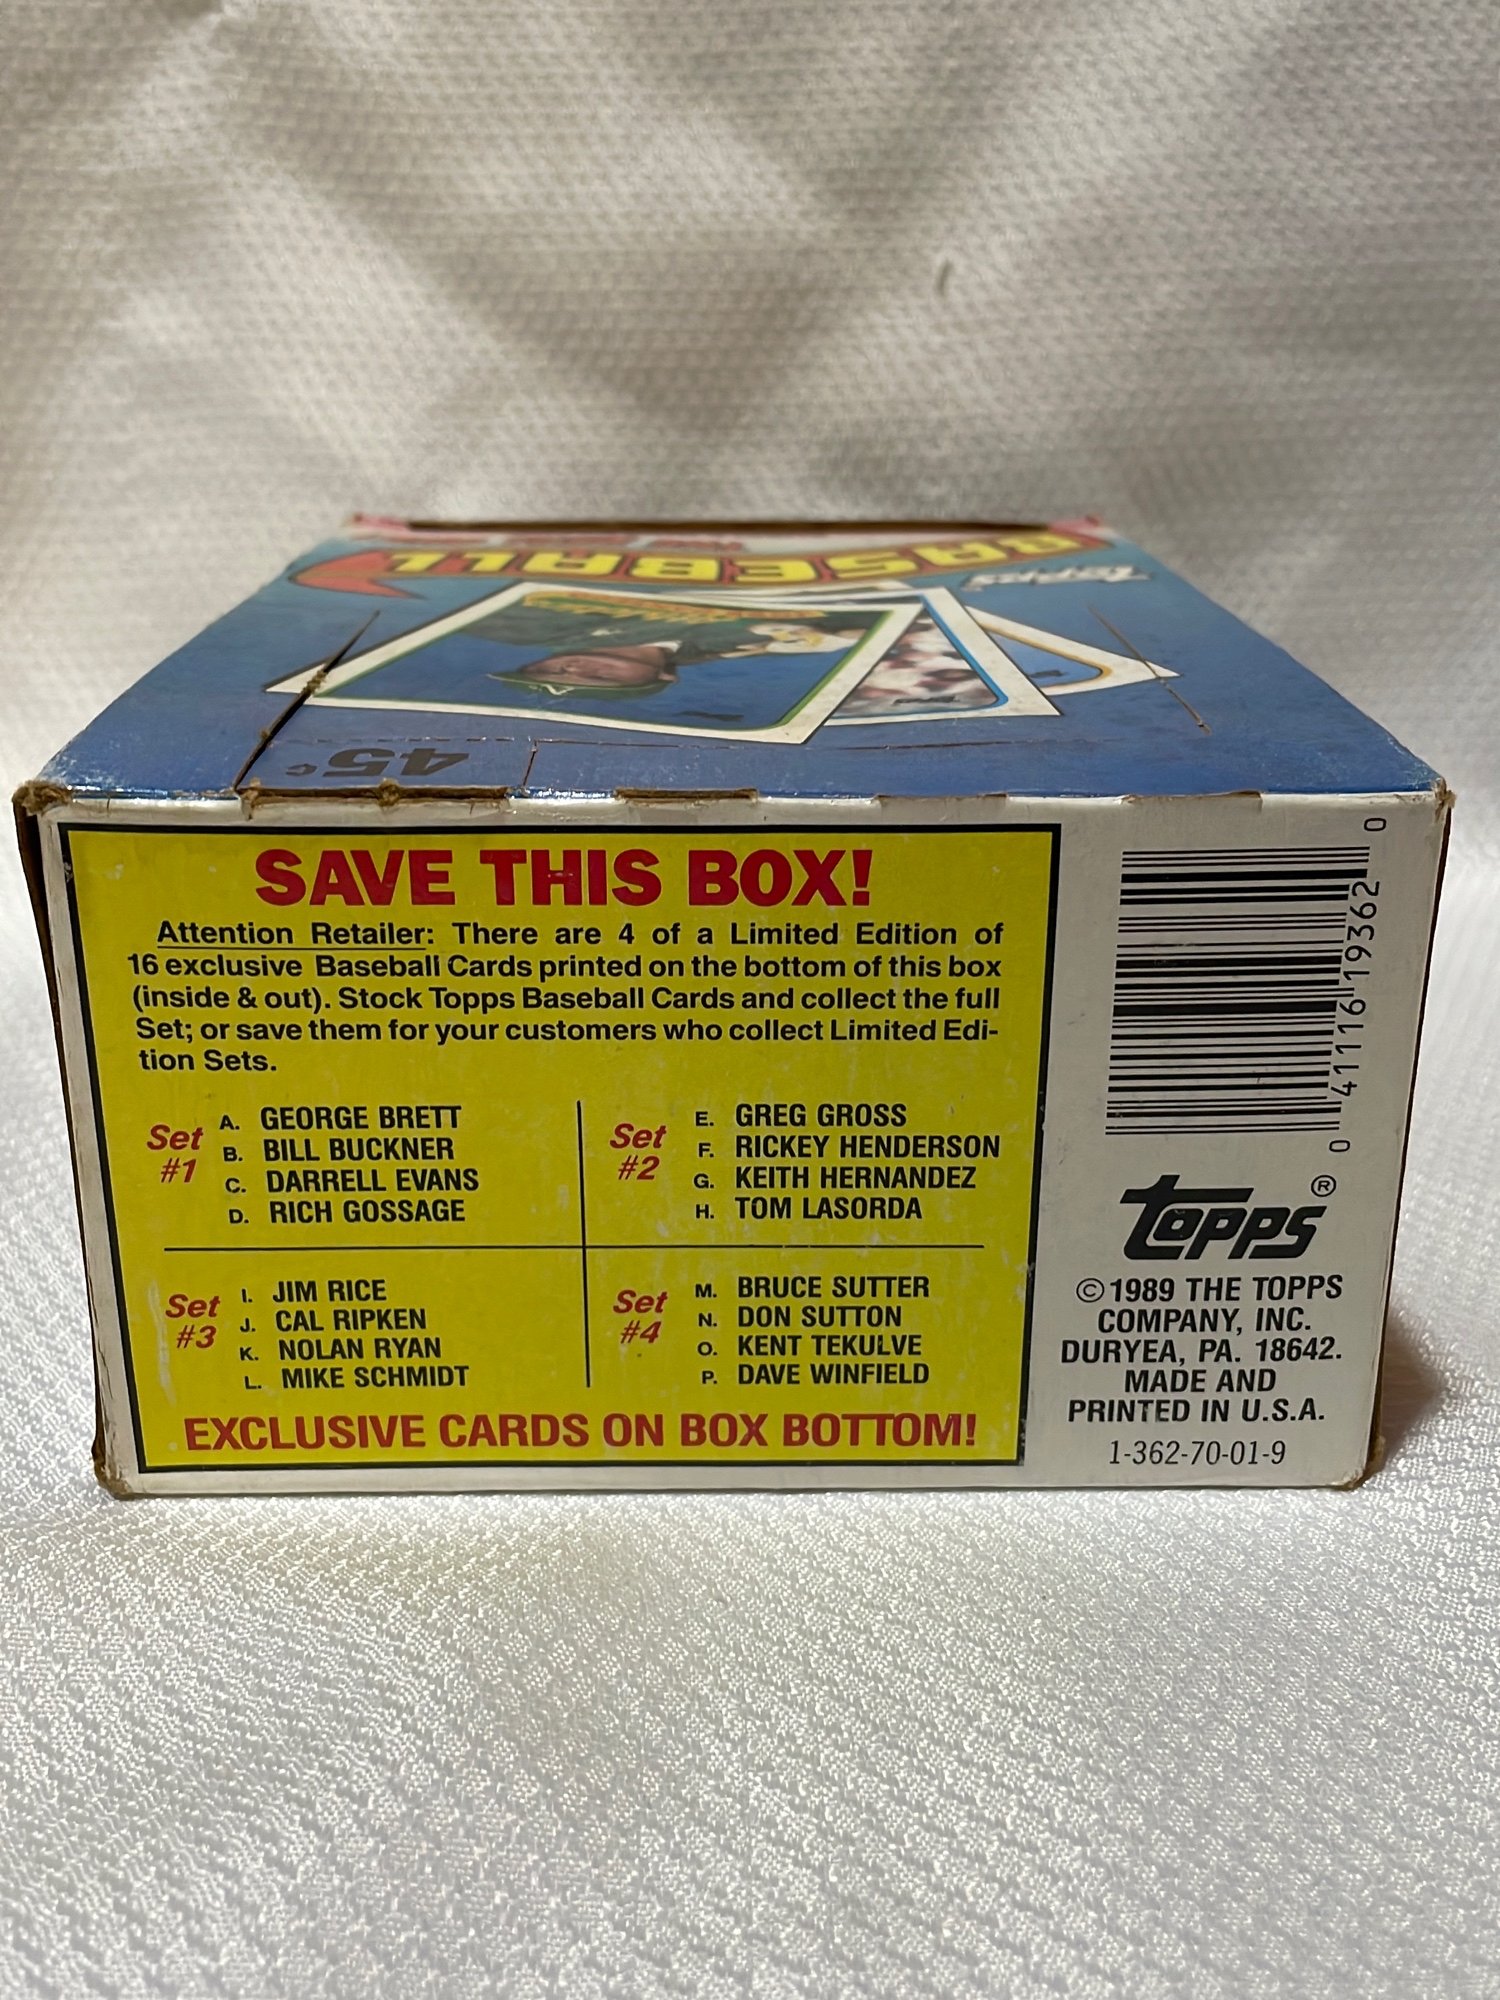 BASEBALL
topps
45¢
SAVE THIS BOX!
Attention Retailer: There are 4 of a Limited Edition of
16 exclusive Baseball Cards printed on the bottom of this box
(inside & out). Stock Topps Baseball Cards and collect the full
Set; or save them for your customers who collect Limited Edi-
tion Sets.
Set #1
A. GEORGE BRETT
B. BILL BUCKNER
C. DARRELL EVANS
D. RICH GOSSAGE
Set #2
E. GREG GROSS
F. RICKEY HENDERSON
G. KEITH HERNANDEZ
H. TOM LASORDA
Set #3
I. JIM RICE
J. CAL RIPKEN
K. NOLAN RYAN
L. MIKE SCHMIDT
Set #4
M. BRUCE SUTTER
N. DON SUTTON
O. KENT TEKULVE
P. DAVE WINFIELD
EXCLUSIVE CARDS ON BOX BOTTOM!
0 41116 19362 0
topps®
© 1989 THE TOPPS
COMPANY, INC.
DURYEA, PA. 18642.
MADE AND
PRINTED IN U.S.A.
1-362-70-01-9